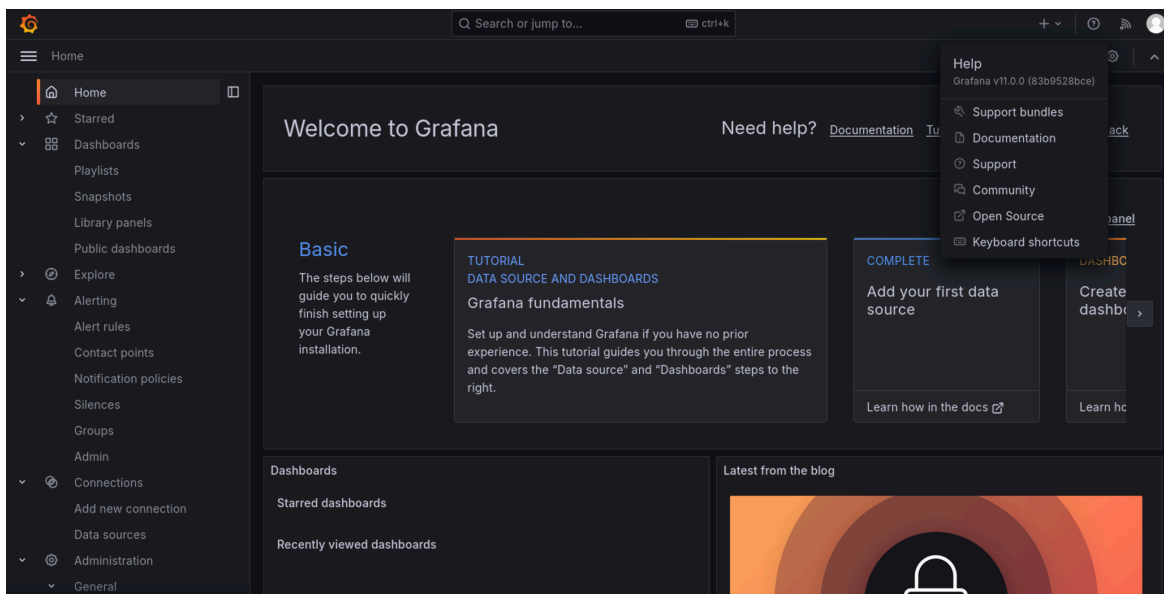 Search or jump to...
ctrl+k
Home
Help
Grafana v11.0.0 (83b9528bce)
Support bundles
Documentation
Support
Community
Open Source
Keyboard shortcuts
Home
Starred
Dashboards
Playlists
Snapshots
Library panels
Public dashboards
Explore
Alerting
Alert rules
Contact points
Notification policies
Silences
Groups
Admin
Connections
Add new connection
Data sources
Administration
General
Welcome to Grafana
Need help?
Documentation
panel
Basic
The steps below will
guide you to quickly
finish setting up
your Grafana
installation.
TUTORIAL
DATA SOURCE AND DASHBOARDS
Grafana fundamentals
Set up and understand Grafana if you have no prior
experience. This tutorial guides you through the entire process
and covers the “Data source” and “Dashboards” steps to the
right.
COMPLETE
Add your first data
source
Learn how in the docs
DASHBO
Create
dashbo
Learn ho
Dashboards
Starred dashboards
Recently viewed dashboards
Latest from the blog